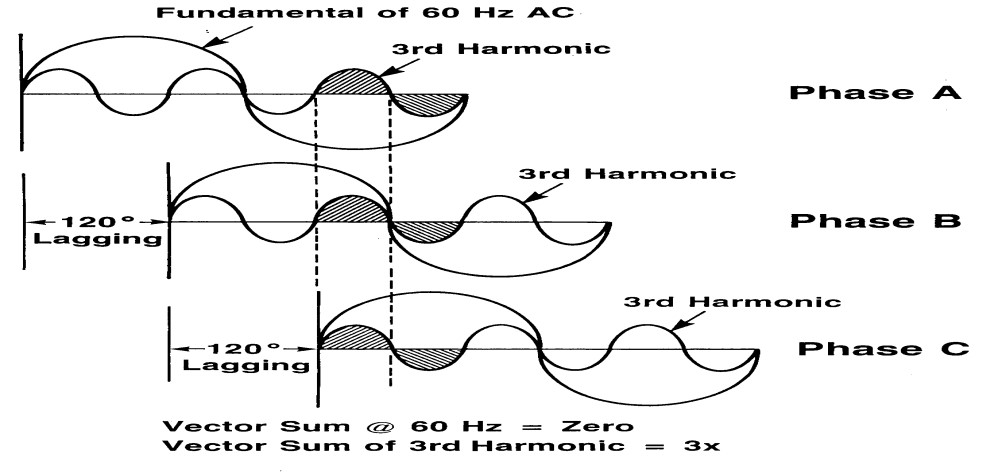 Fundamental of 60 Hz AC
3rd Harmonic
Phase A
3rd Harmonic
120°
Lagging
Phase B
3rd Harmonic
120°
Lagging
Phase C
Vector Sum @ 60 Hz = Zero
Vector Sum of 3rd Harmonic = 3x